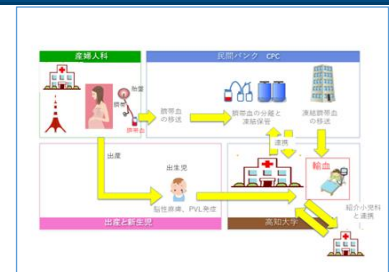 産婦人科
民間バンク CPC
胎盤
臍帯
臍帯血
臍帯血
の移送
臍帯血の分離と
凍結保管
凍結臍帯血
の移送
連携
出産
出生児
輸血
脳性麻痺、PVL発症
紹介小児科
と連携
出産と新生児
高知大学